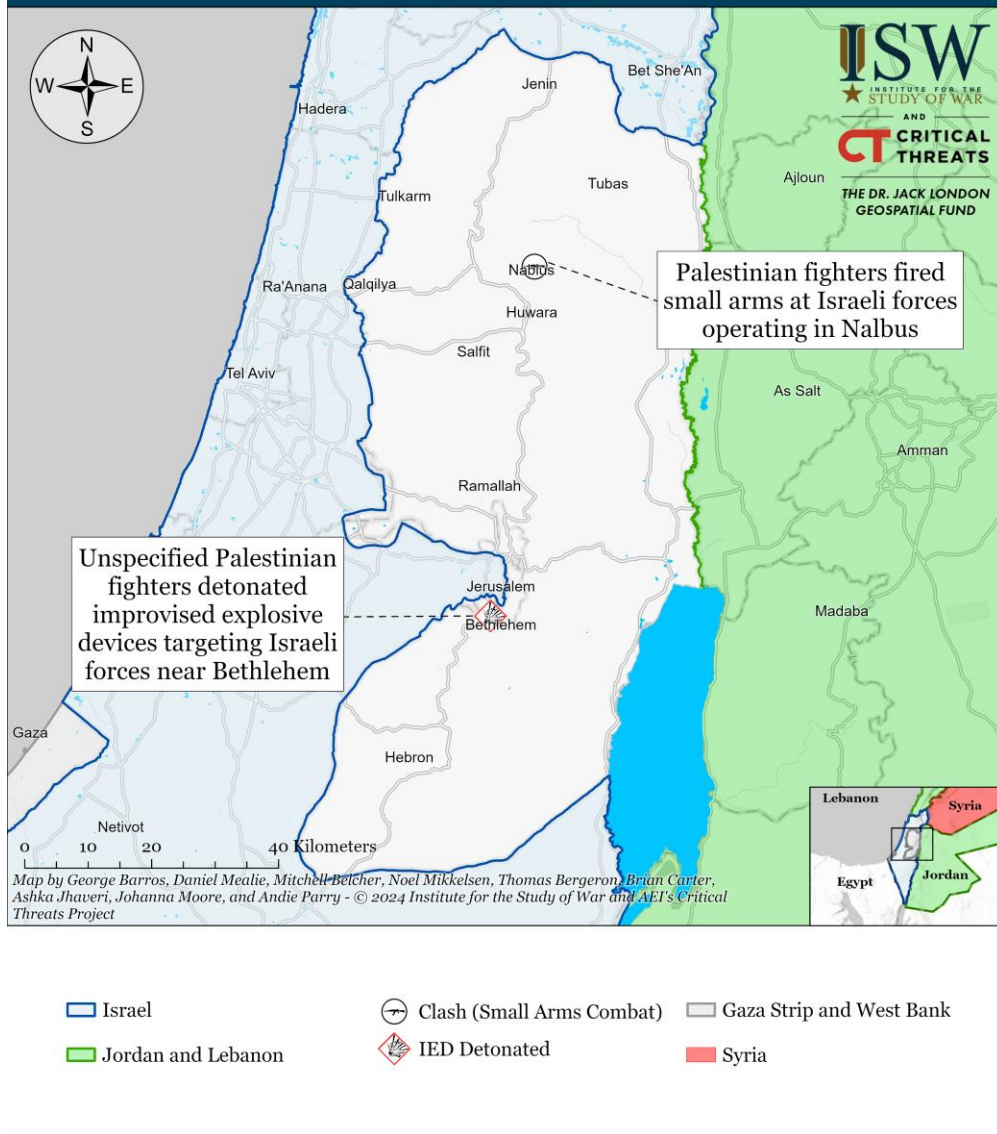 N
W
E
S
ISW
INSTITUTE FOR THE
STUDY OF WAR
AND
CT CRITICAL
THREATS
THE DR. JACK LONDON
GEOSPATIAL FUND
Jenin
Bet She'An
Hadera
Ajloun
Tubas
Tulkarm
Nablus
Palestinian fighters fired
small arms at Israeli forces
operating in Nalbus
Ra'Anana
Qalqilya
Huwara
Salfit
Tel Aviv
As Salt
Amman
Ramallah
Unspecified Palestinian
fighters detonated
improvised explosive
devices targeting Israeli
forces near Bethlehem
Jerusalem
Bethlehem
Madaba
Gaza
Hebron
Netivot
0 10 20 40 Kilometers
Map by George Barros, Daniel Mealie, Mitchell Belcher, Noel Mikkelsen, Thomas Bergeron, Brian Carter,
Ashka Jhaveri, Johanna Moore, and Andie Parry - © 2024 Institute for the Study of War and AEI's Critical
Threats Project
Lebanon
Syria
Egypt
Jordan
Israel
Clash (Small Arms Combat)
Gaza Strip and West Bank
Jordan and Lebanon
IED Detonated
Syria